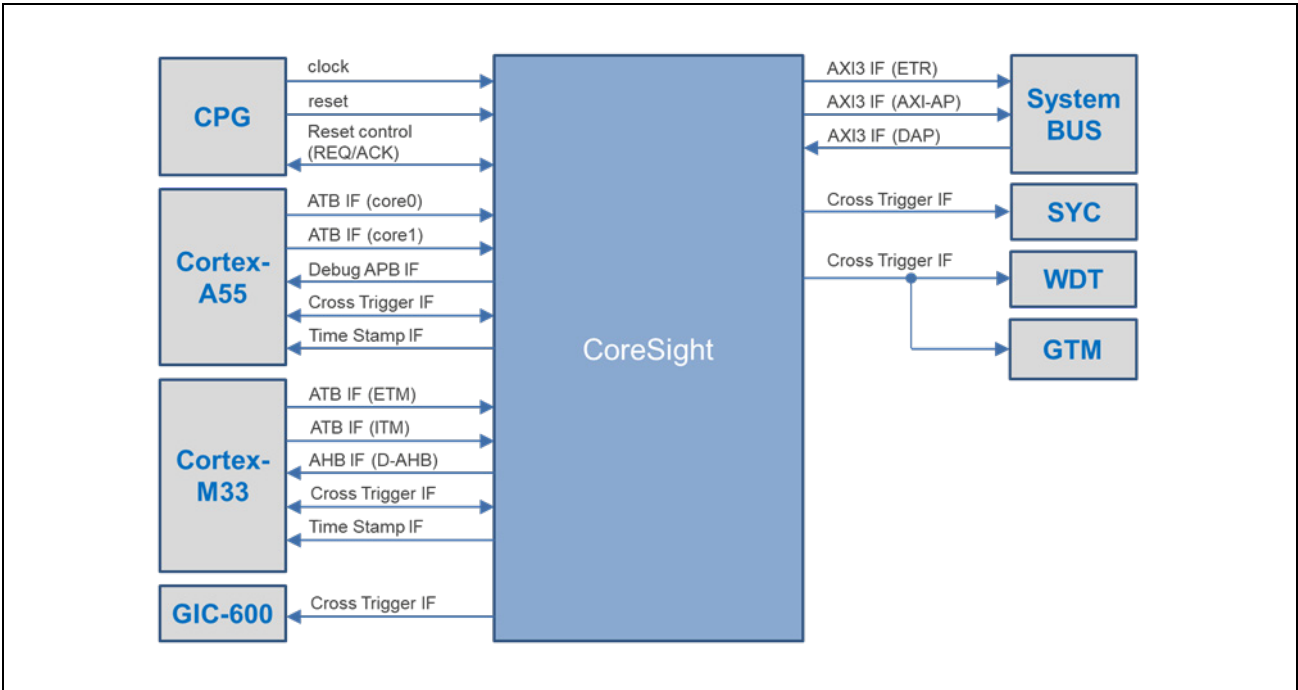 CPG
clock
reset
Reset control
(REQ/ACK)
Cortex-
A55
ATB IF (core0)
ATB IF (core1)
Debug APB IF
Cross Trigger IF
Time Stamp IF
Cortex-
M33
ATB IF (ETM)
ATB IF (ITM)
AHB IF (D-AHB)
Cross Trigger IF
Time Stamp IF
GIC-600
Cross Trigger IF
CoreSight
AXI3 IF (ETR)
AXI3 IF (AXI-AP)
AXI3 IF (DAP)
System
BUS
Cross Trigger IF
SYC
Cross Trigger IF
WDT
GTM